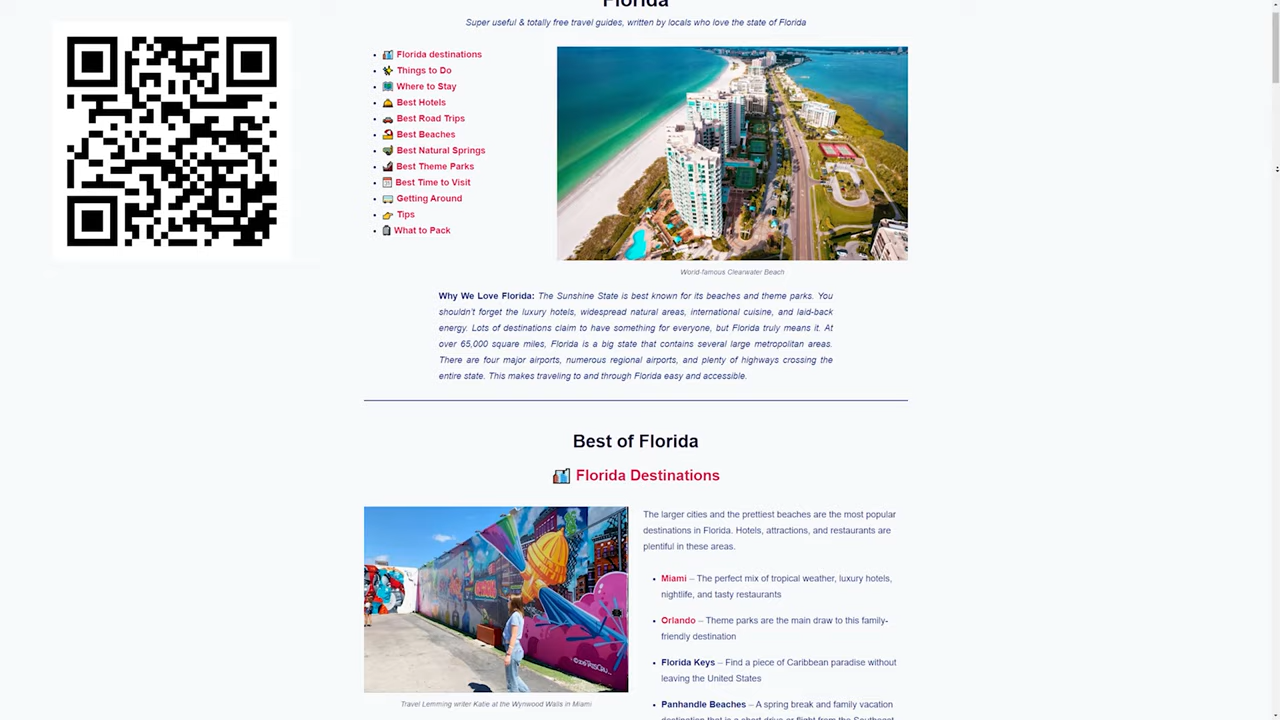 Florida
Super useful & totally free travel guides, written by locals who love the state of Florida
Florida destinations
Things to Do
Where to Stay
Best Hotels
Best Road Trips
Best Beaches
Best Natural Springs
Best Theme Parks
Best Time to Visit
Getting Around
Tips
What to Pack
World-famous Clearwater Beach
Why We Love Florida: The Sunshine State is best known for its beaches and theme parks. You
shouldn't forget the luxury hotels, widespread natural areas, international cuisine, and laid-back
energy. Lots of destinations claim to have something for everyone, but Florida truly means it. At
over 65,000 square miles, Florida is a big state that contains several large metropolitan areas.
There are four major airports, numerous regional airports, and plenty of highways crossing the
entire state. This makes traveling to and through Florida easy and accessible.
Best of Florida
Florida Destinations
The larger cities and the prettiest beaches are the most popular
destinations in Florida. Hotels, attractions, and restaurants are
plentiful in these areas.
Miami – The perfect mix of tropical weather, luxury hotels,
nightlife, and tasty restaurants
Orlando – Theme parks are the main draw to this family-
friendly destination
Florida Keys – Find a piece of Caribbean paradise without
leaving the United States
Panhandle Beaches – A spring break and family vacation
destination that is a short drive or flight from the Southeast
Travel Lemming writer Katie at the Wynwood Walls in Miami